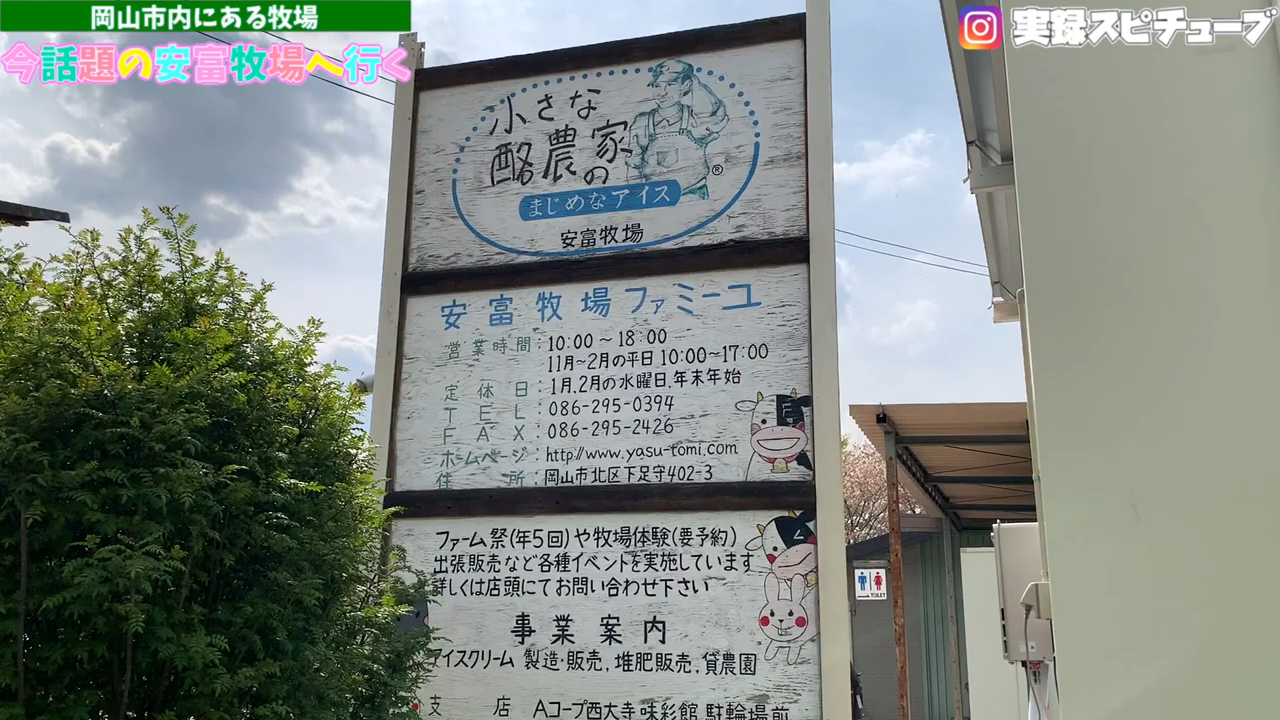 岡山市内にある牧場
今話題の安富牧場へ行く
実録スピチューブ
小さな
酪農家の
®
まじめなアイス
安富牧場
安富牧場ファミーユ
営業時間:10:00~18:00
11月~2月の平日10:00~17:00
定休日:1月.2月の水曜日.年末年始
TEL:086-295-0394
FAX:086-295-2426
ホームページ:http//www.yasu-tomi.com
住所:岡山市北区下足守402-3
ファーム祭(年5回)や牧場体験(要予約)
出張販売など各種イベントを実施しています
詳しくは店頭にてお問い合わせ下さい
事業案内
アイスクリーム 製造・販売.堆肥販売.貸農園
支店 Aコープ西大寺味彩館 駐輪場前
TOILET